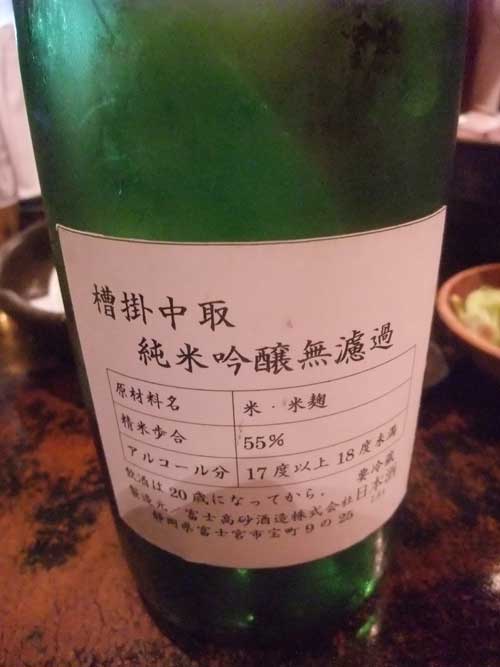 槽掛中取
純米吟醸無濾過
原材料名 米・米麹
精米歩合 55%
アルコール分 17度以上18度未満
飲酒は20歳になってから。 要冷蔵
製造元 富士高砂酒造株式会社 日本酒
静岡県富士宮市宝町9の25